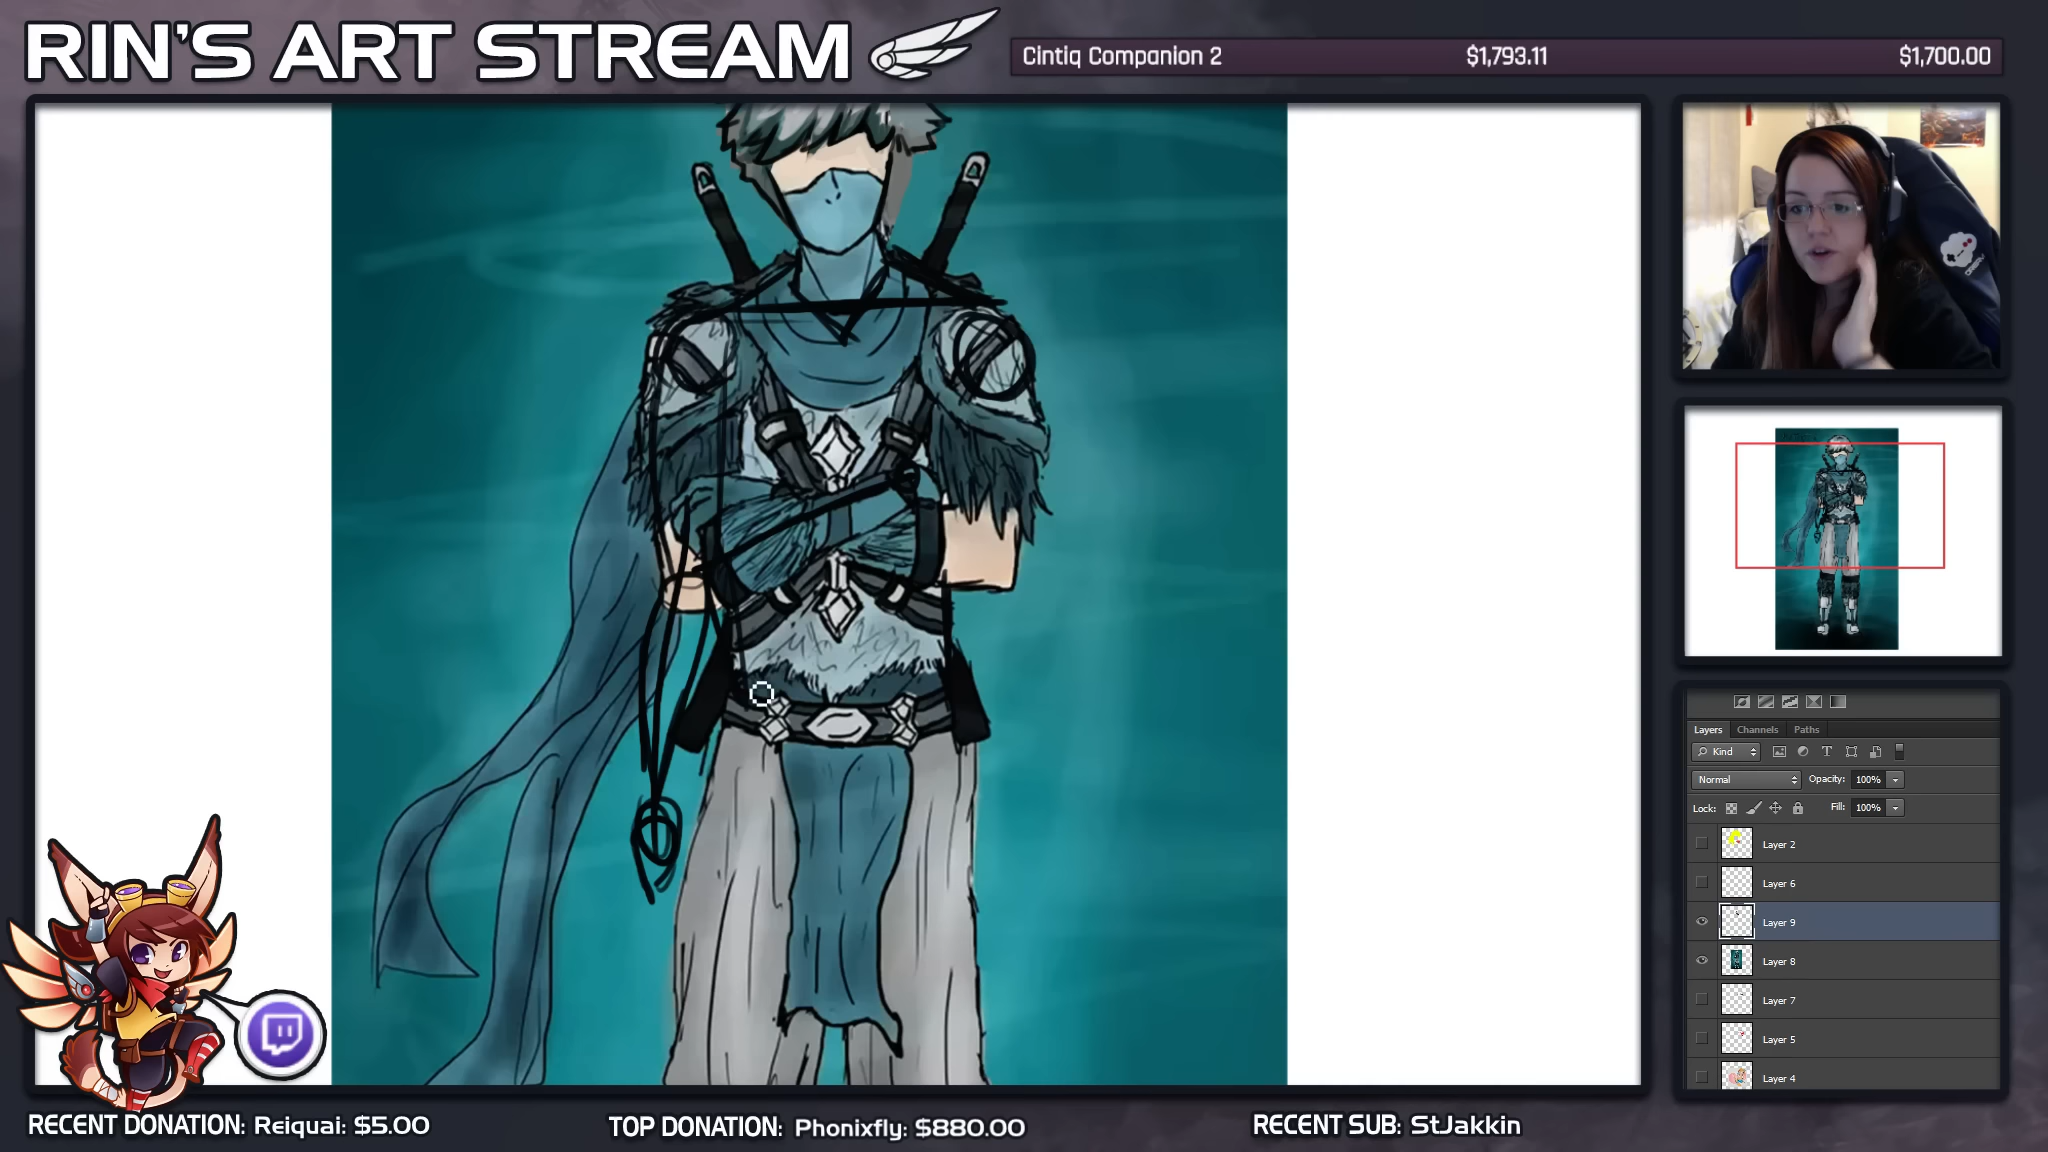 RIN'S ART STREAM
Cintiq Companion 2 $1,793.11 $1,700.00
Layers Channels Paths
Kind
Normal Opacity: 100%
Lock: Fill: 100%
Layer 2
Layer 6
Layer 9
Layer 8
Layer 7
Layer 5
Layer 4
RECENT DONATION: Reiquai: $5.00 TOP DONATION: Phonixfly: $880.00 RECENT SUB: StJakkin